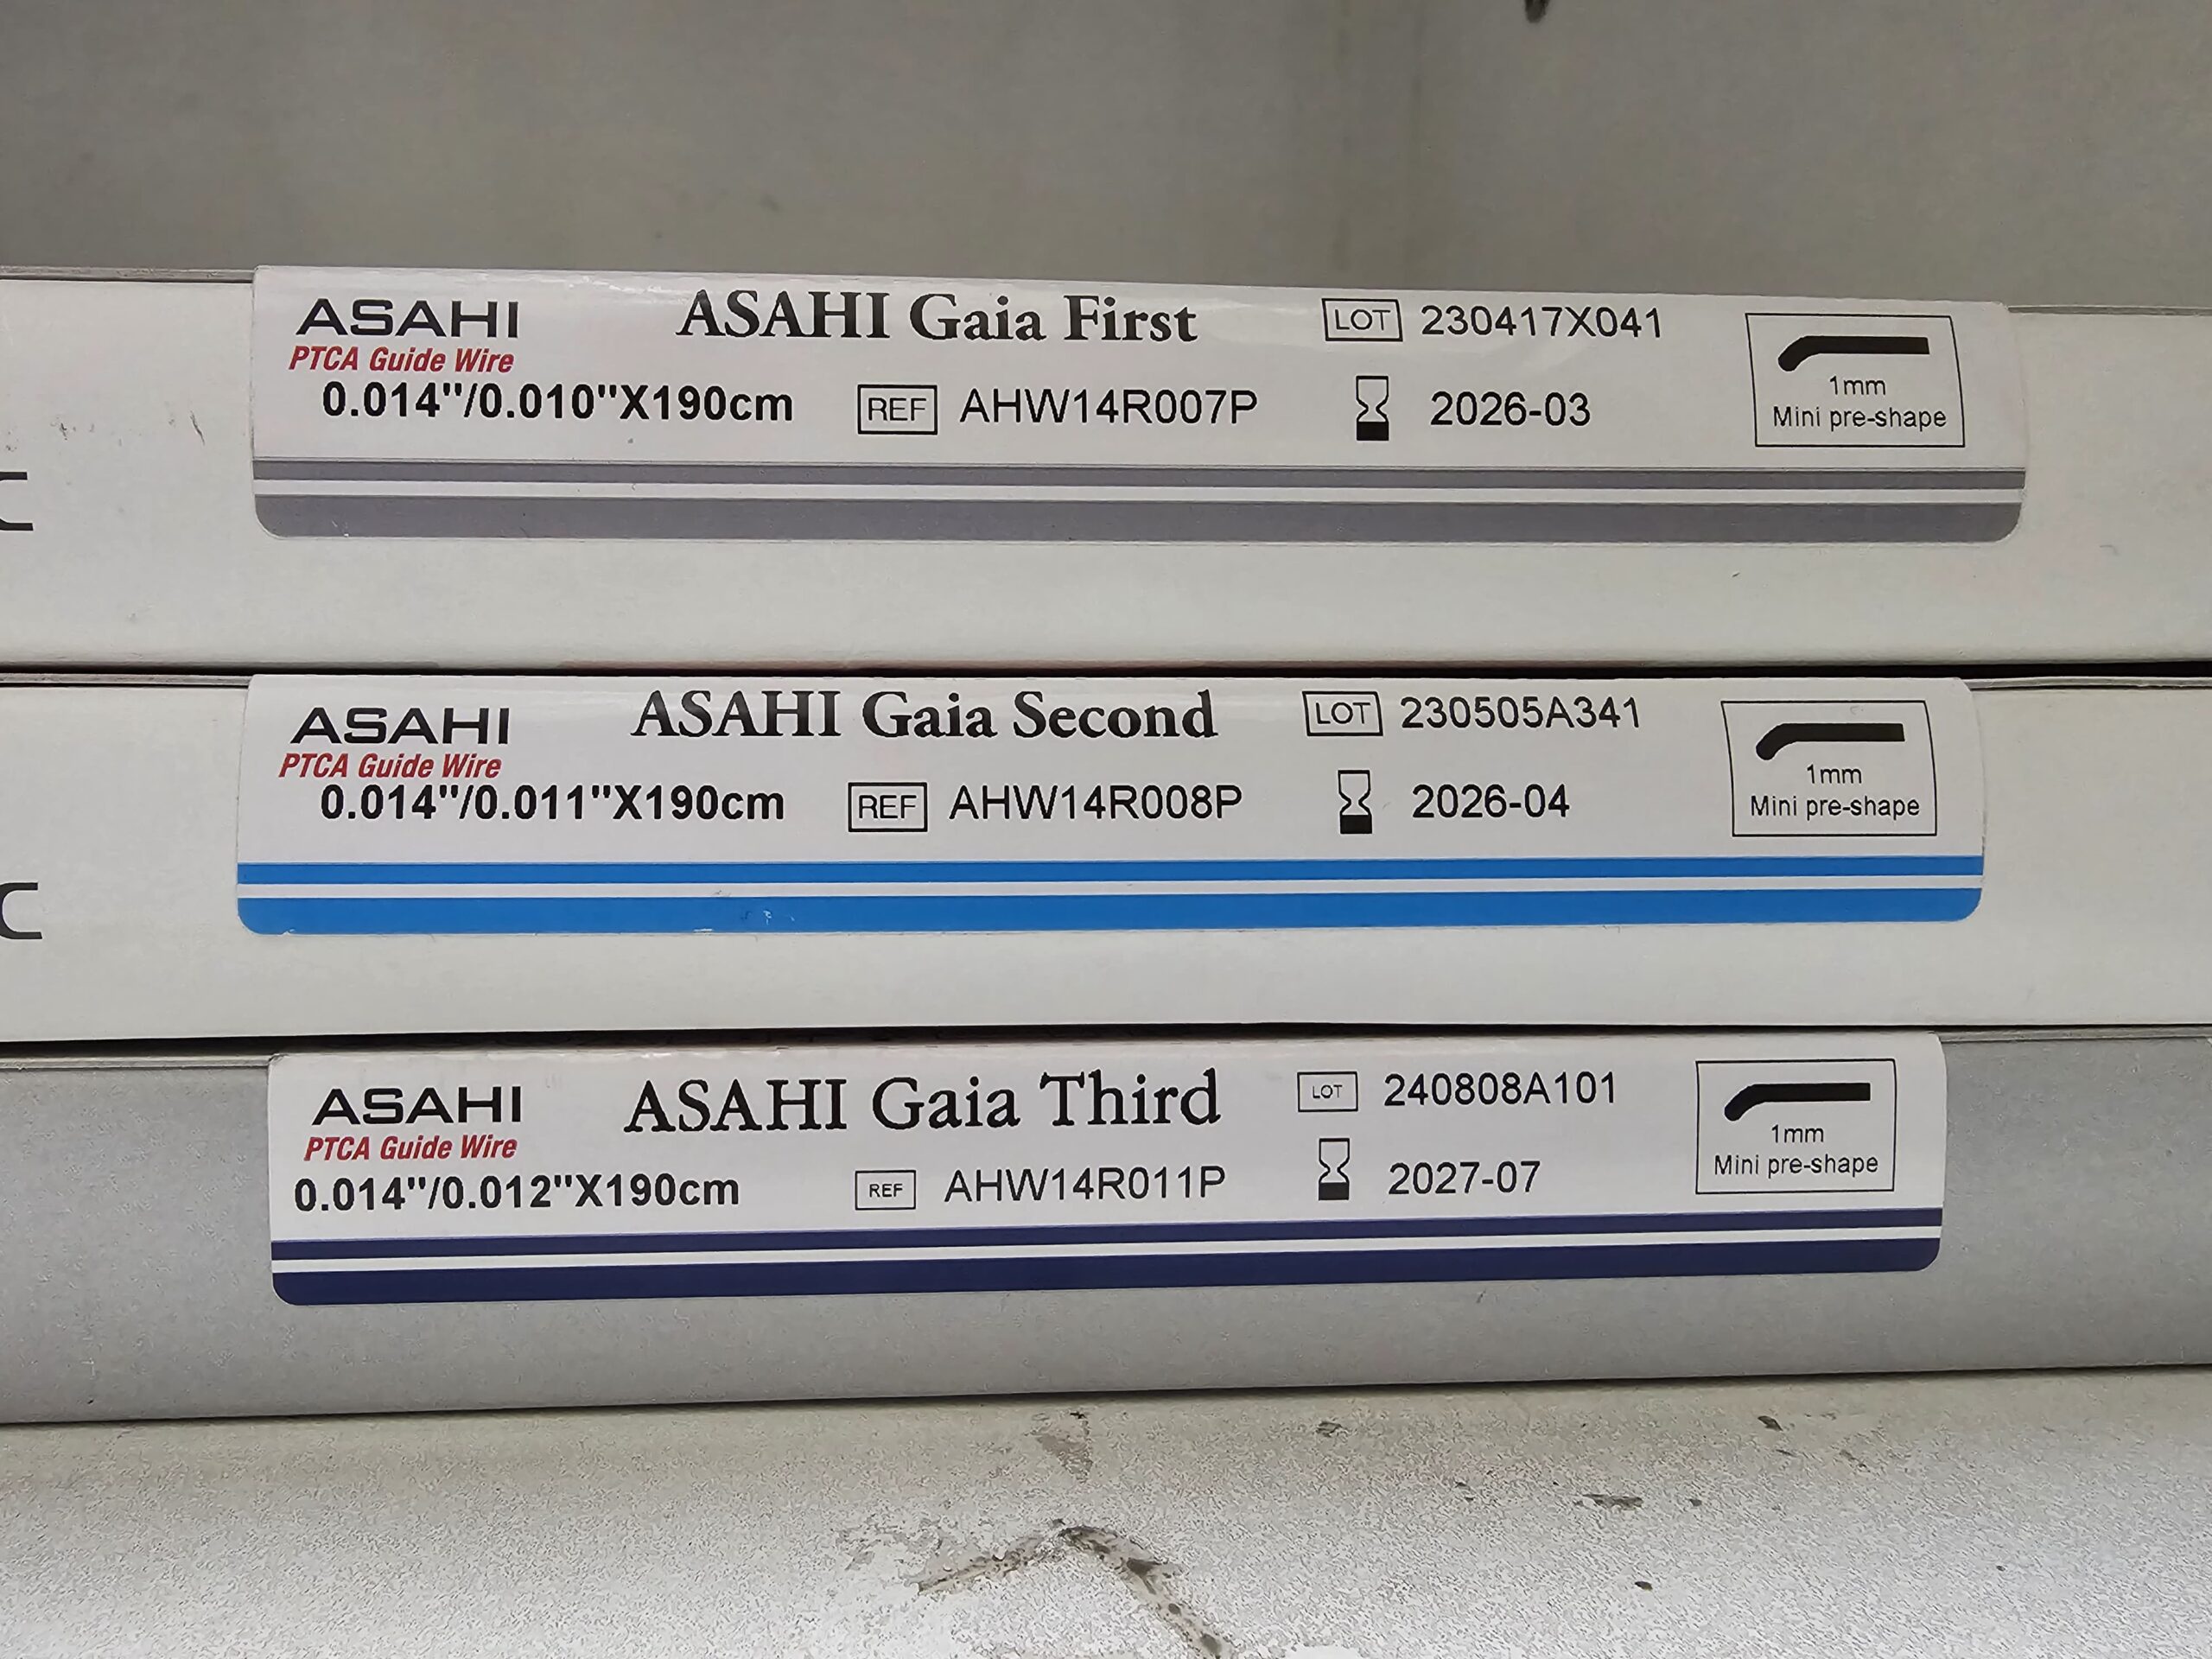 ASAHI
PTCA Guide Wire
ASAHI Gaia First
0.014"/0.010"X190cm
REF AHW14R007P
LOT 230417X041
2026-03
1mm
Mini pre-shape
C
ASAHI
PTCA Guide Wire
ASAHI Gaia Second
0.014"/0.011"X190cm
REF AHW14R008P
LOT 230505A341
2026-04
1mm
Mini pre-shape
C
ASAHI
PTCA Guide Wire
ASAHI Gaia Third
0.014"/0.012"X190cm
REF AHW14R011P
LOT 240808A101
2027-07
1mm
Mini pre-shape